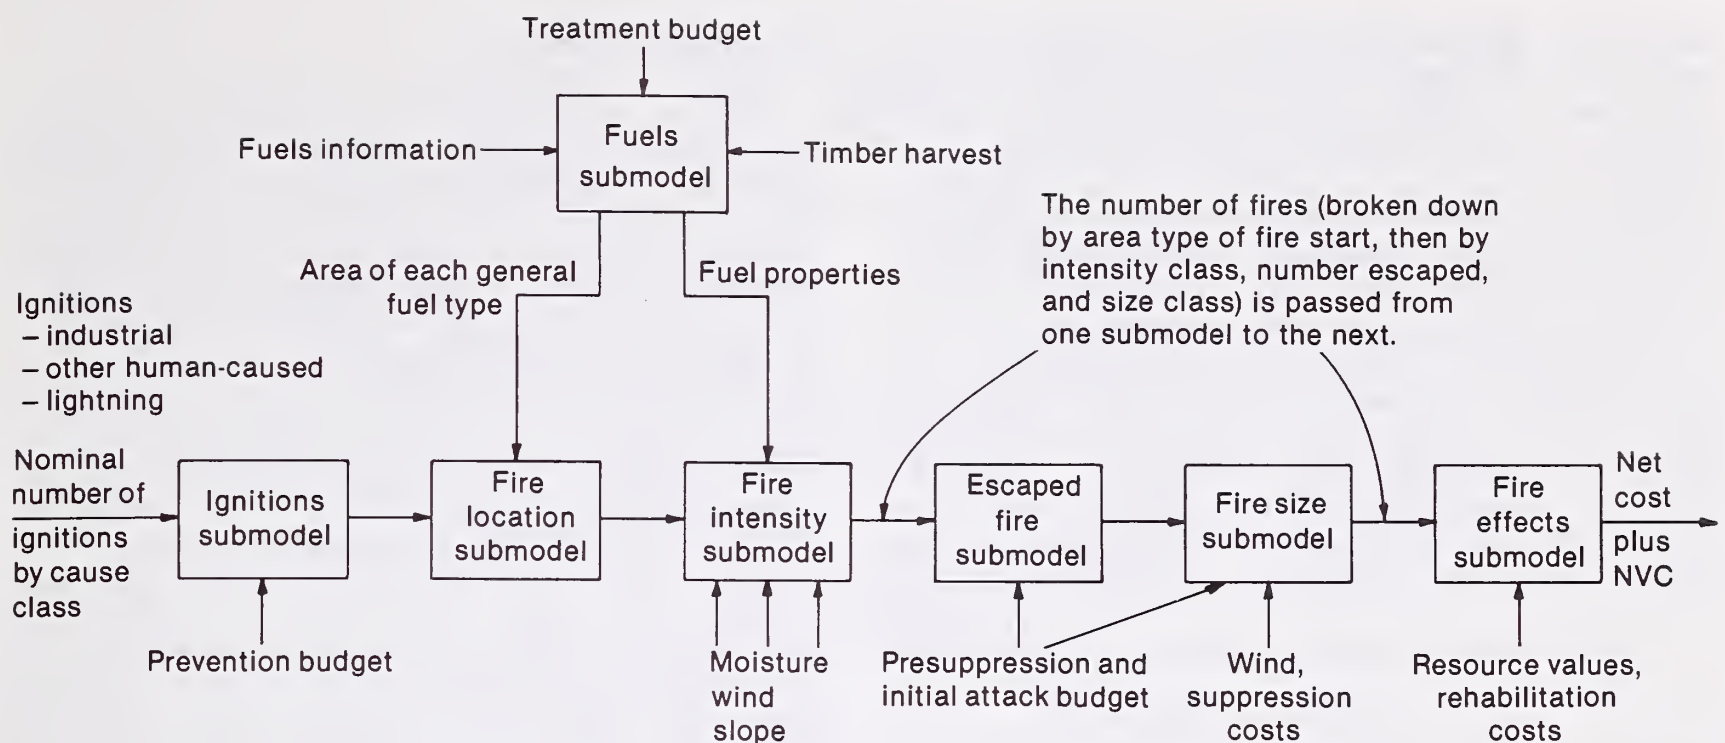 Treatment budget
Fuels
submodel
Fuels information
Timber harvest
The number of fires (broken down
by area type of fire start, then by
intensity class, number escaped,
and size class) is passed from
one submodel to the next.
Area of each general
fuel type
Fuel properties
Ignitions
– industrial
– other human-caused
– lightning
Nominal
number of
ignitions
by cause
class
Ignitions
submodel
Fire
location
submodel
Fire
intensity
submodel
Escaped
fire
submodel
Fire size
submodel
Fire
effects
submodel
Net
cost
plus
NVC
Prevention budget
Moisture
wind
slope
Presuppression and
initial attack budget
Wind,
suppression
costs
Resource values,
rehabilitation
costs